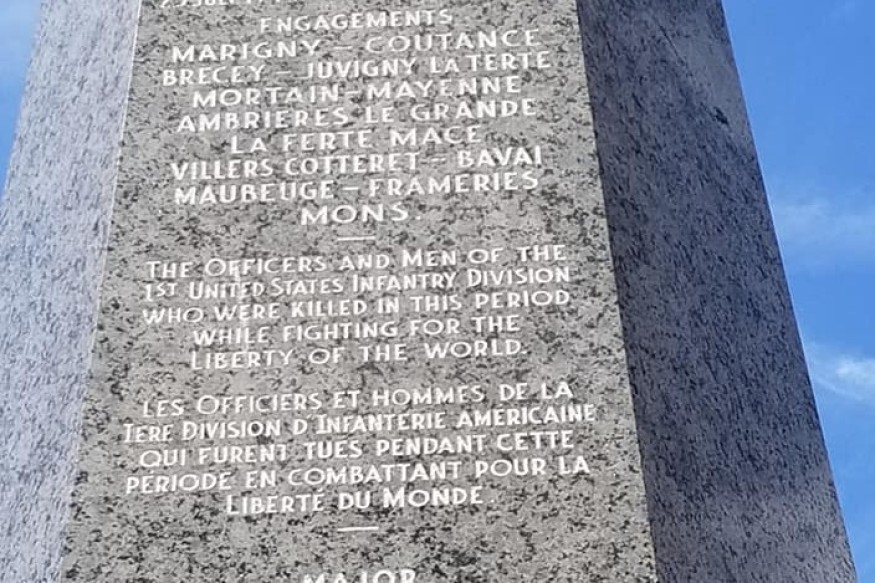 ENGAGEMENTS
MARIGNY – COUTANCE
BRECEY – JUVIGNY LA TERTE
MORTAIN – MAYENNE
AMBRIERES LE GRANDE
LA FERTE MACE
VILLERS COTTERET – BAVAI
MAUBEUGE – FRAMERIES
MONS.
THE OFFICERS AND MEN OF THE
1ST UNITED STATES INFANTRY DIVISION
WHO WERE KILLED IN THIS PERIOD
WHILE FIGHTING FOR THE
LIBERTY OF THE WORLD.
LES OFFICIERS ET HOMMES DE LA
1ERE DIVISION D INFANTERIE AMÉRICAINE
QUI FURENT TUES PENDANT CETTE
PÉRIODE EN COMBATTANT POUR LA
LIBERTÉ DU MONDE.
MAJOR